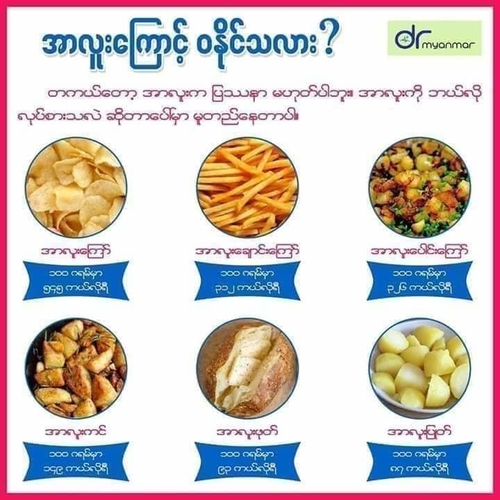 အာလူးကြောင့် ဝနိုင်သလား?
dr myanmar
တကယ်တော့ အာလူးက ပြဿနာ မဟုတ်ပါဘူး။ အာလူးကို ဘယ်လို
လုပ်စားသလဲ ဆိုတာပေါ်မှာ မူတည်နေတာပါ။
အာလူးကြော်
၁၀၀ ဂရမ်မှာ
၅၄၅ ကယ်လိုရီ
အာလူးချောင်းကြော်
၁၀၀ ဂရမ်မှာ
၃၁၂ ကယ်လိုရီ
အာလူးပေါင်းကြော်
၁၀၀ ဂရမ်မှာ
၃၂၆ ကယ်လိုရီ
အာလူးကင်
၁၀၀ ဂရမ်မှာ
၁၄၉ ကယ်လိုရီ
အာလူးဖုတ်
၁၀၀ ဂရမ်မှာ
၉၃ ကယ်လိုရီ
အာလူးပြုတ်
၁၀၀ ဂရမ်မှာ
၈၇ ကယ်လိုရီ